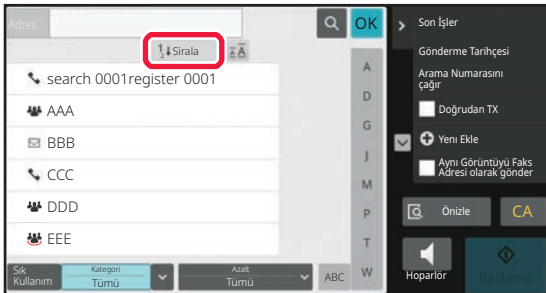 Adres
OK
Sırala
search 0001register 0001
AAA
BBB
CCC
DDD
EEE
A
D
G
J
M
P
T
W
Sık
Kullanım
Kategori
Tümü
Azalt
Tümü
ABC
Son İşler
Gönderme Tarihçesi
Arama Numarasını
çağır
Doğrudan TX
Yeni Ekle
Aynı Görüntüyü Faks
Adresi olarak gönder
Önizle
CA
Hoparlör
Başlama